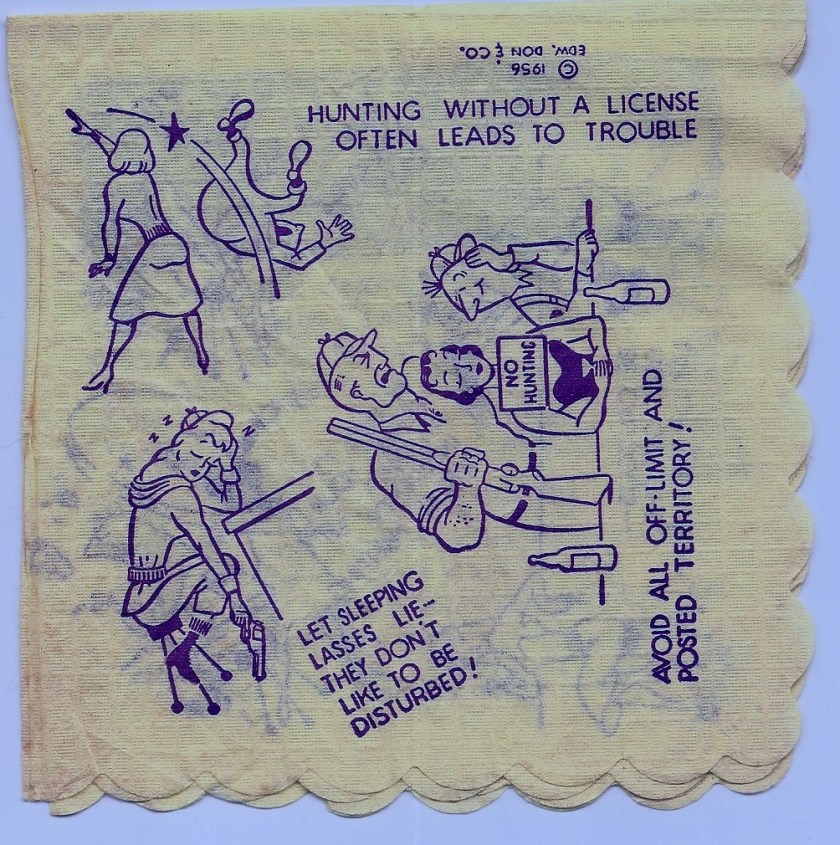 © 1956
EDW. DON & CO.
HUNTING WITHOUT A LICENSE
OFTEN LEADS TO TROUBLE
NO
HUNTING
AVOID ALL OFF-LIMIT AND
POSTED TERRITORY!
Z Z Z Z
LET SLEEPING
LASSES LIE--
THEY DON'T
LIKE TO BE
DISTURBED!